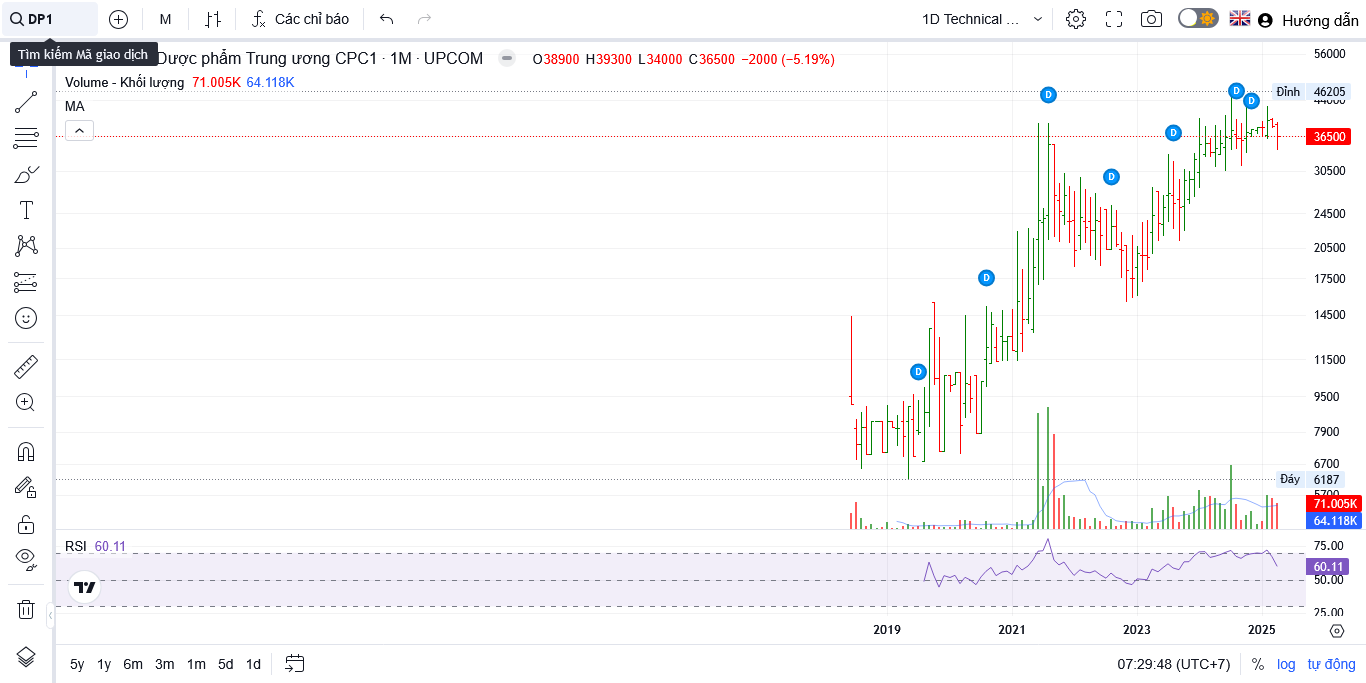 DP1
M
Các chỉ báo
1D Technical ...
Hướng dẫn
Tìm kiếm Mã giao dịch
Dược phẩm Trung ương CPC1 · 1M · UPCOM
O38900 H39300 L34000 C36500 −2000 (−5.19%)
Volume - Khối lượng 71.005K 64.118K
MA
D
D
D
D
D
D
D
56000
Đỉnh 46205
44000
36500
30500
24500
20500
17500
14500
11500
9500
7900
6700
Đáy 6187
5700
71.005K
64.118K
RSI 60.11
75.00
60.11
50.00
25.00
2019 2021 2023 2025
5y 1y 6m 3m 1m 5d 1d
07:29:48 (UTC+7)
% log tự động